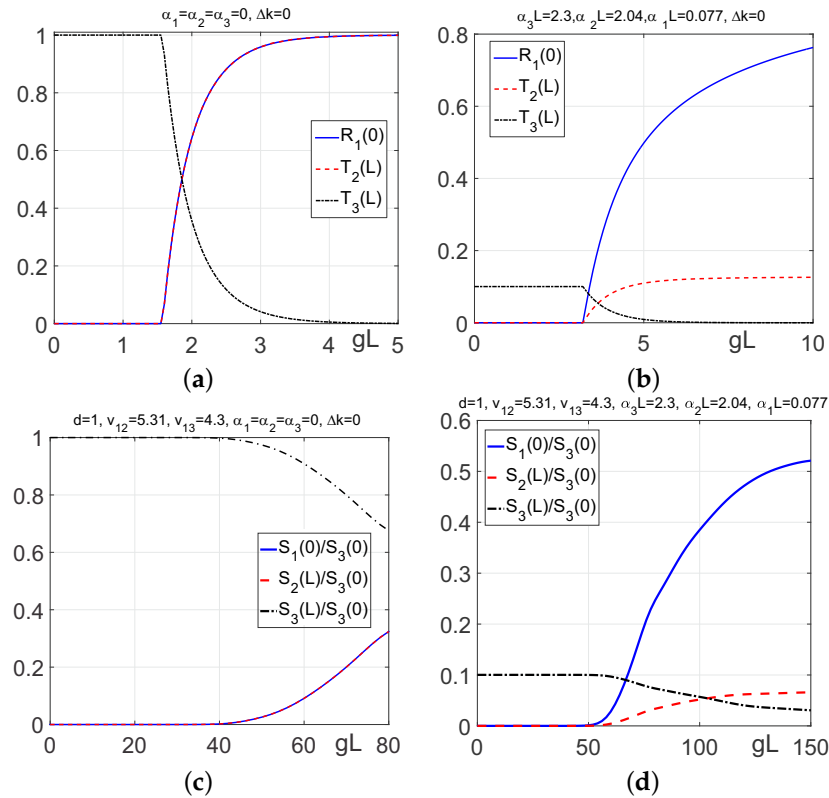 α₁=α₂=α₃=0, Δk=0
1
0.8
0.6
0.4
0.2
0
R₁(0)
T₂(L)
T₃(L)
0 1 2 3 4 5
gL
(a)
α₃L=2.3,α ₂L=2.04,α ₁L=0.077, Δk=0
0.8
0.6
0.4
0.2
0
R₁(0)
T₂(L)
T₃(L)
0 5 10
gL
(b)
d=1, v₁₂=5.31, v₁₃=4.3, α₁=α₂=α₃=0, Δk=0
1
0.8
0.6
0.4
0.2
0
S₁(0)/S₃(0)
S₂(L)/S₃(0)
S₃(L)/S₃(0)
0 20 40 60 80
gL
(c)
d=1, v₁₂=5.31, v₁₃=4.3, α₃L=2.3, α₂L=2.04, α₁L=0.077
0.6
0.5
0.4
0.3
0.2
0.1
0
S₁(0)/S₃(0)
S₂(L)/S₃(0)
S₃(L)/S₃(0)
0 50 100 150
gL
(d)